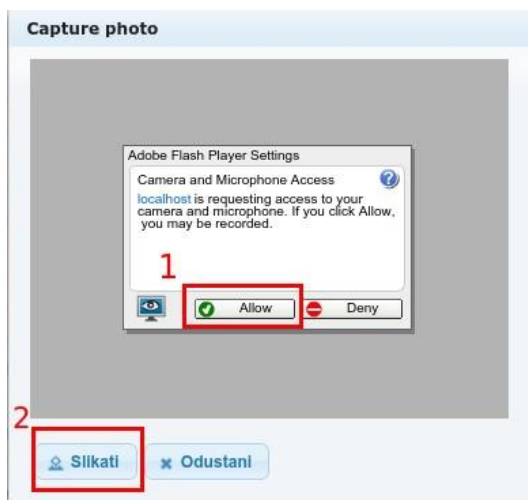 Capture photo
Adobe Flash Player Settings
Camera and Microphone Access
localhost is requesting access to your
camera and microphone. If you click Allow,
you may be recorded.
1
Allow
Deny
2
Slikati
Odustani